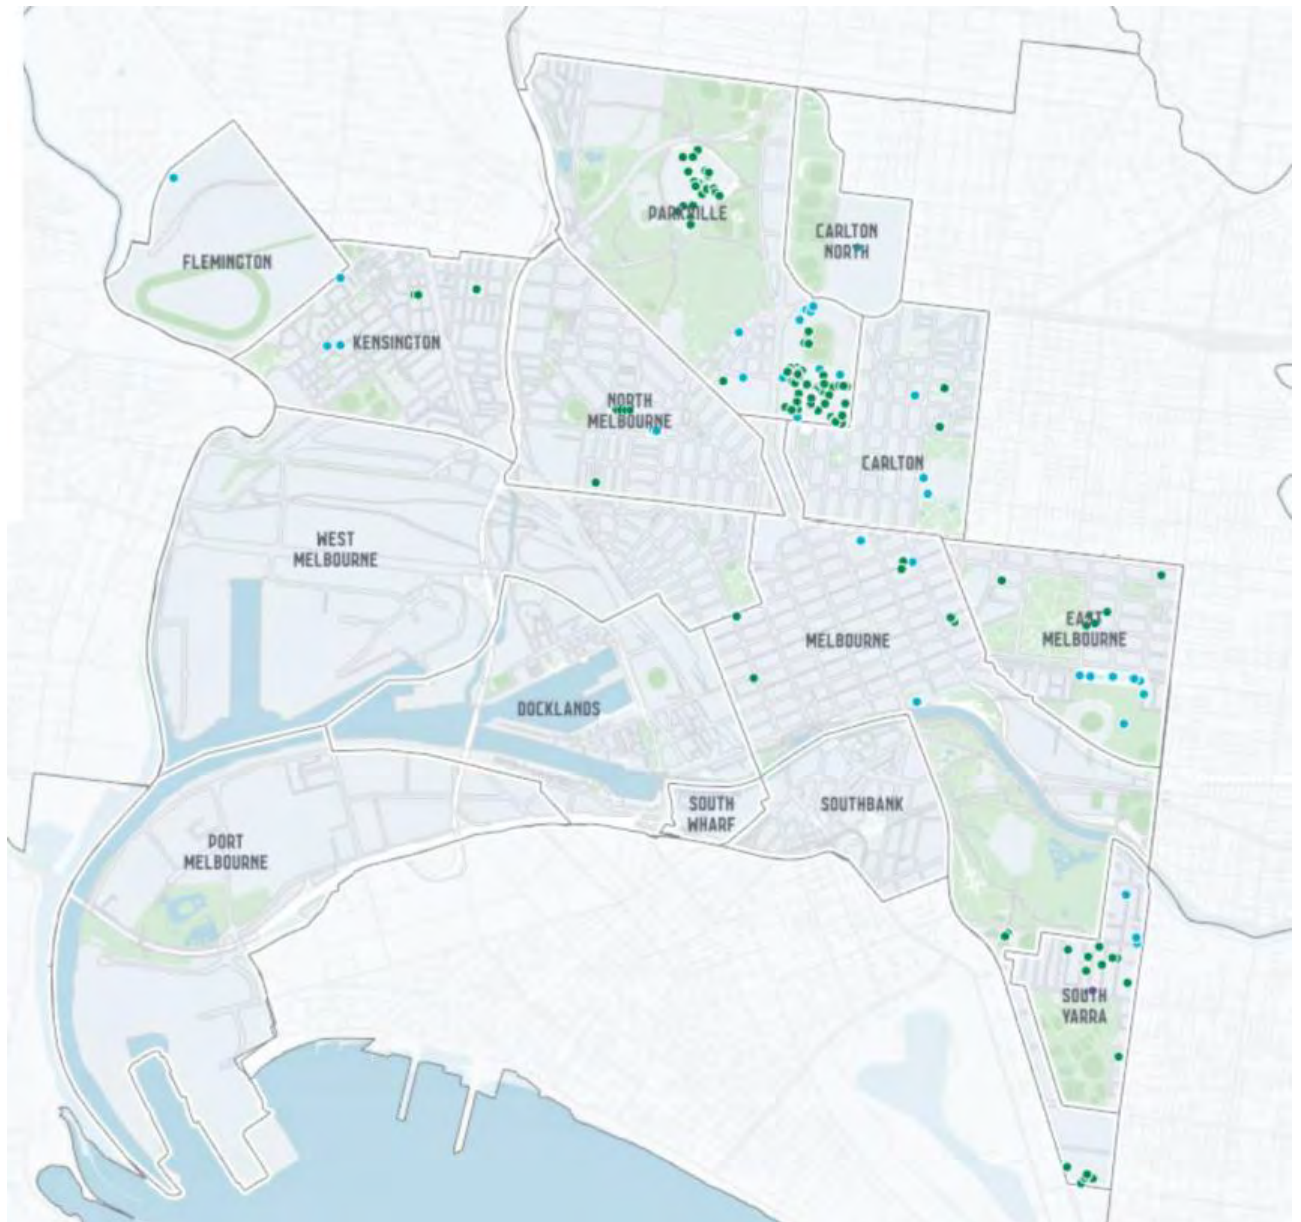 PARKVILLE
CARLTON
NORTH
FLEMINGTON
KENSINGTON
NORTH
MELBOURNE
CARLTON
WEST
MELBOURNE
EAST
MELBOURNE
MELBOURNE
DOCKLANDS
SOUTH
WHARF
SOUTHBANK
PORT
MELBOURNE
SOUTH
YARRA